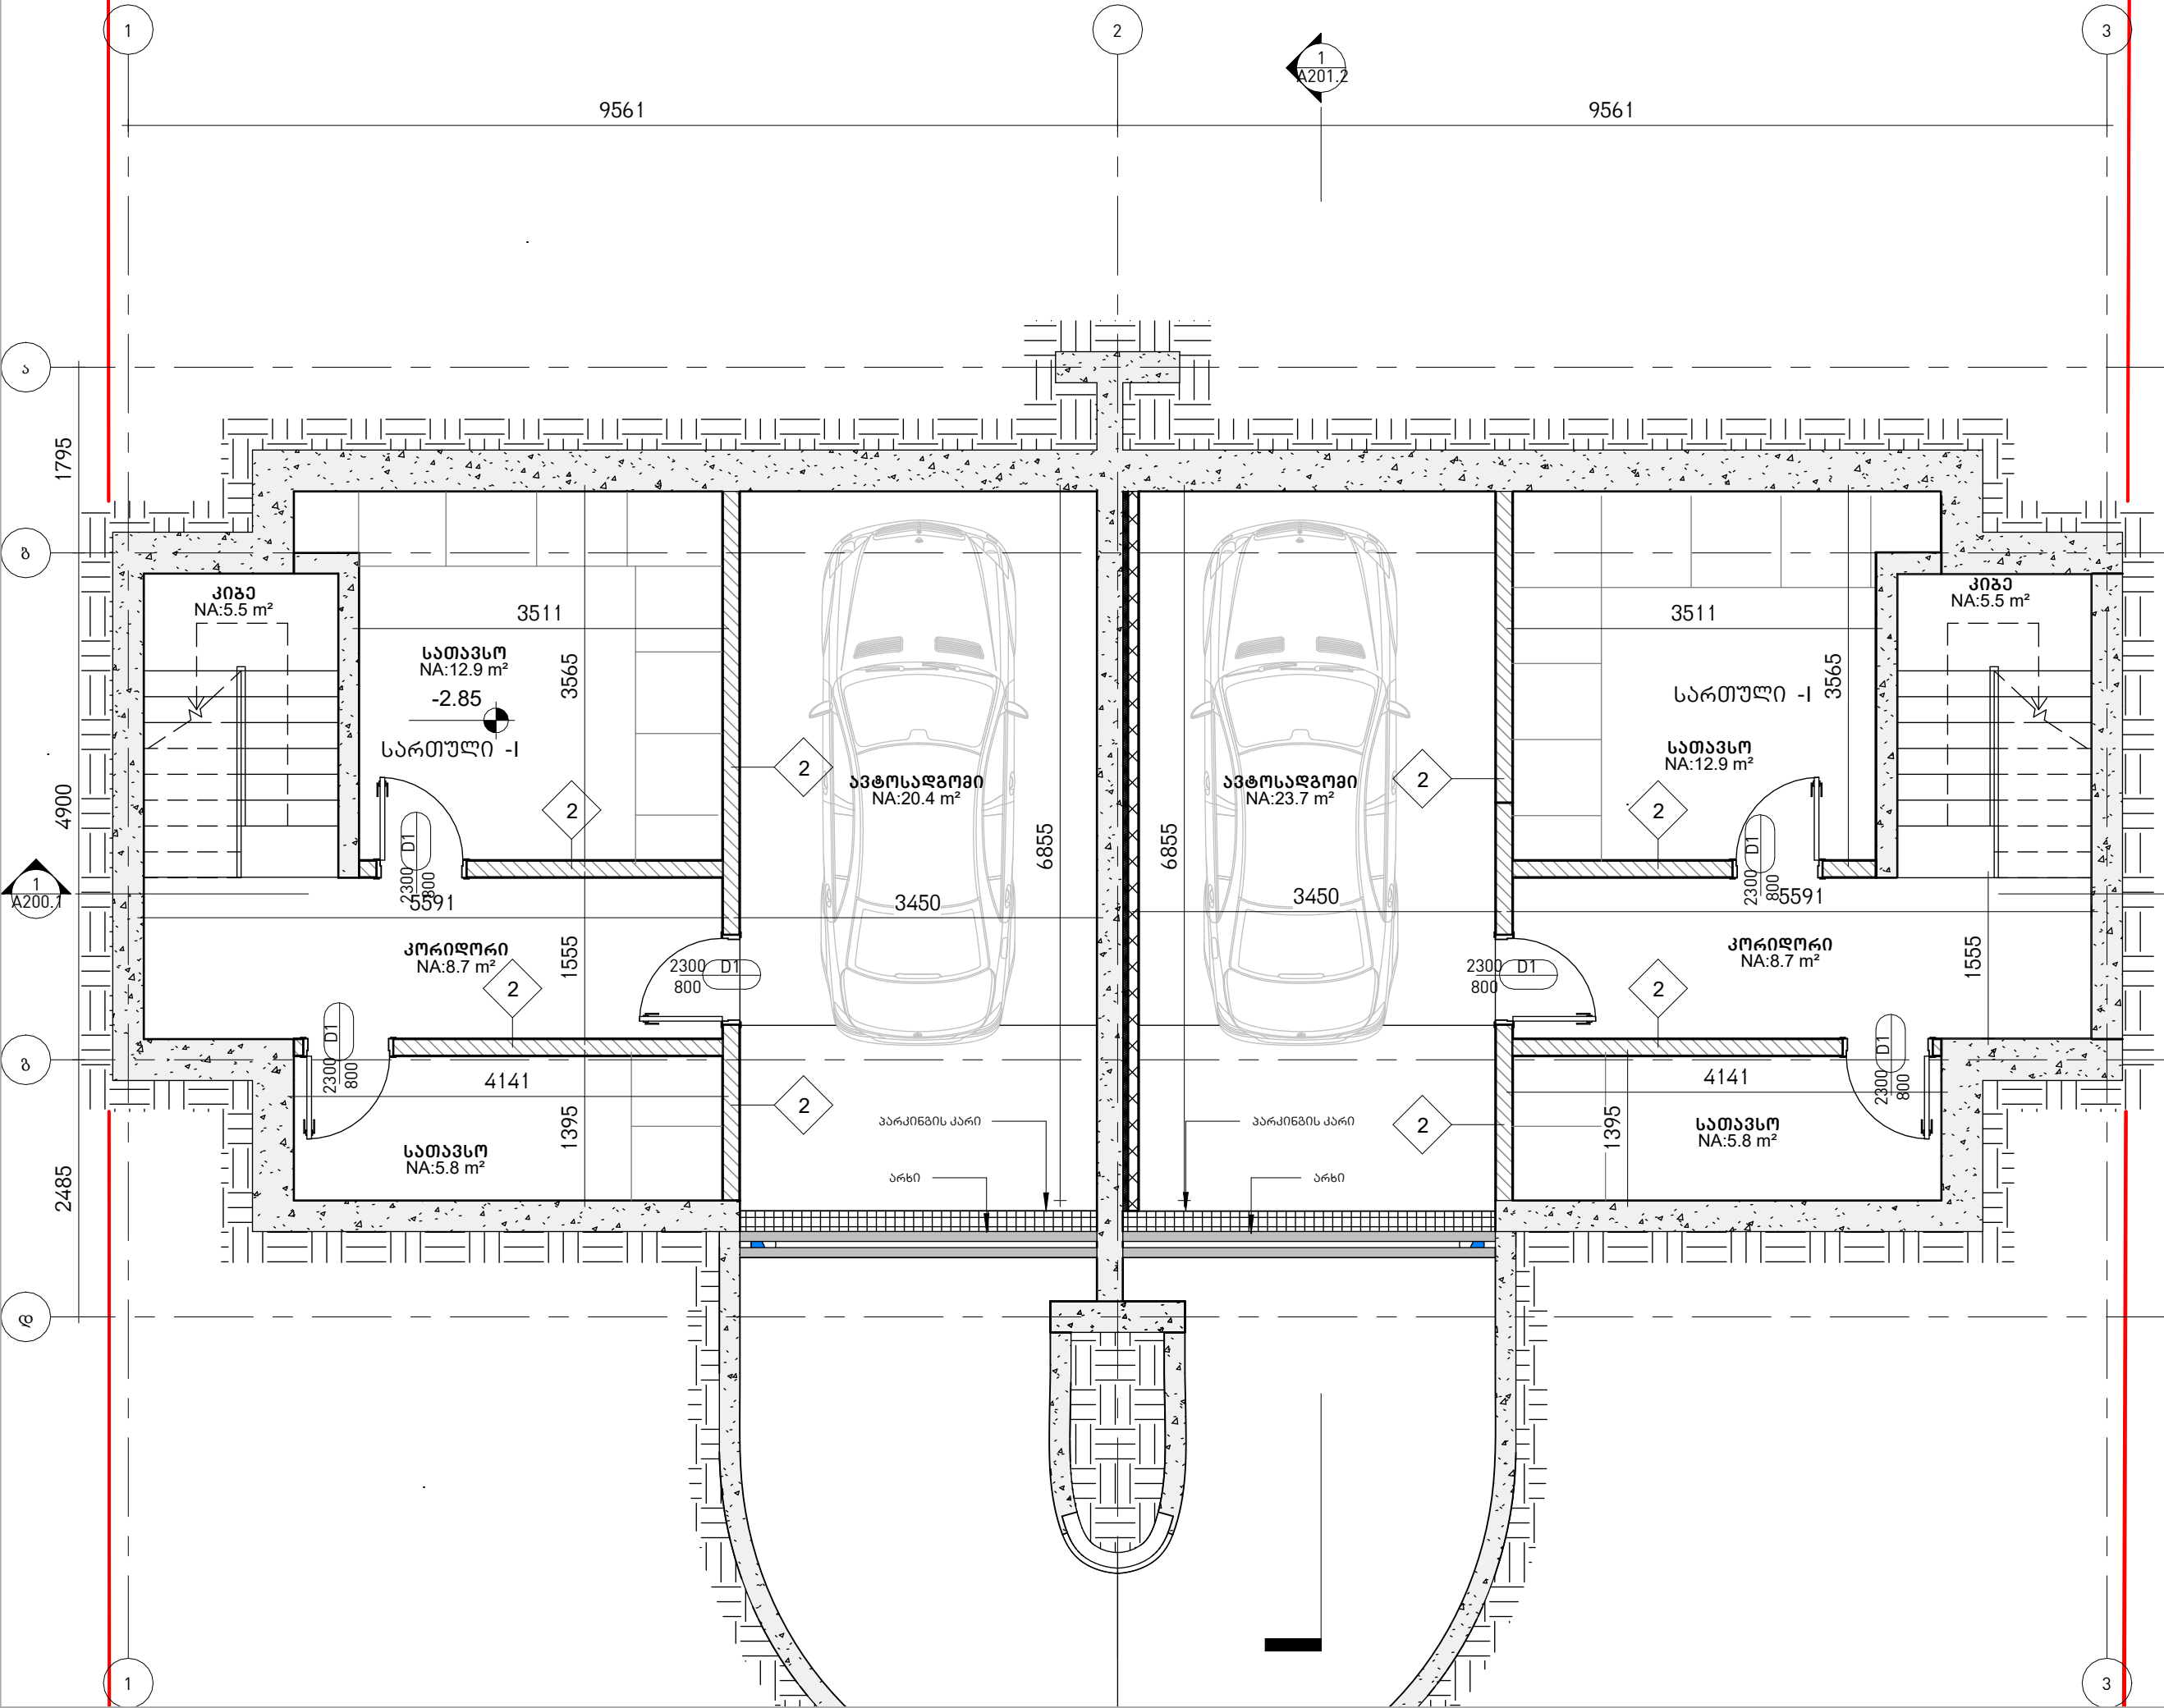 1
2
3
1
A201.2
9561
9561
ა
1795
ბ
კიბე
NA:5.5 m²
კიბე
NA:5.5 m²
3511
3511
სათავსო
NA:12.9 m²
3565
-2.85
სართული -I
3565
სართული -I
სათავსო
NA:12.9 m²
2
ავტოსადგომი
NA:20.4 m²
ავტოსადგომი
NA:23.7 m²
2
4900
2
2
D1
2300
800
6855
6855
D1
2300
800
1
A200.1
5591
3450
3450
5591
კორიდორი
NA:8.7 m²
1555
კორიდორი
NA:8.7 m²
1555
2300 D1
800
2300 D1
800
2
2
D1
2300
800
D1
2300
800
გ
4141
4141
2
2
პარკინგის კარი
პარკინგის კარი
1395
1395
სათავსო
NA:5.8 m²
სათავსო
NA:5.8 m²
არხი
არხი
2485
დ
1
3